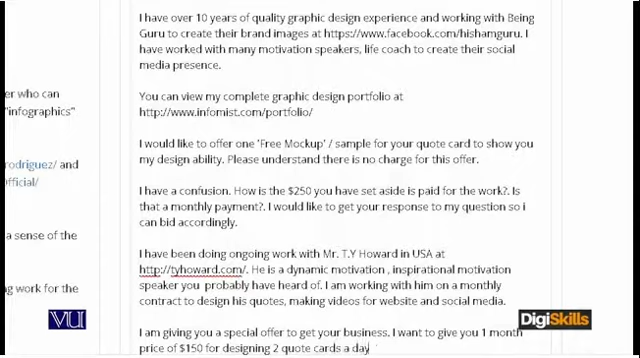 I have over 10 years of quality graphic design experience and working with Being
Guru to create their brand images at https://www.facebook.com/hishamguru. I
have worked with many motivation speakers, life coach to create their social
media presence.
You can view my complete graphic design portfolio at
http://www.infomist.com/portfolio/
I would like to offer one 'Free Mockup' / sample for your quote card to show you
my design ability. Please understand there is no charge for this offer.
I have a confusion. How is the $250 you have set aside is paid for the work?. Is
that a monthly payment?. I would like to get your response to my question so i
can bid accordingly.
I have been doing ongoing work with Mr. T.Y Howard in USA at
http://tyhoward.com/. He is a dynamic motivation , inspirational motivation
speaker you probably have heard of. I am working with him on a monthly
contract to design his quotes, making videos for website and social media.
I am giving you a special offer to get your business. I want to give you 1 month
price of $150 for designing 2 quote cards a day
er who can
"infographics"
rodriguez/ and
official/
a sense of the
ng work for the
VU
DigiSkills